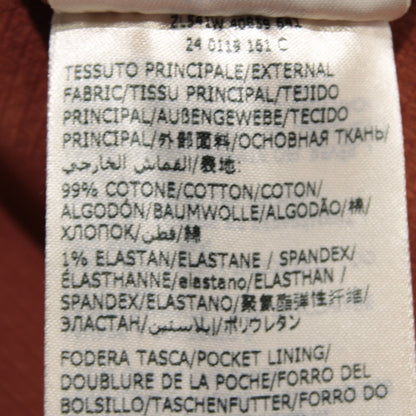 24 0119 161 C
TESSUTO PRINCIPALE/EXTERNAL
FABRIC/TISSU PRINCIPAL/TEJIDO
PRINCIPAL/AUßENGEWEBE/TECIDO
PRINCIPAL/外部面料/ОСНОВНАЯ ТКАНЬ/
القماش الخارجي/表地:
99% COTONE/COTTON/COTON/
ALGODÓN/BAUMWOLLE/ALGODÃO/棉/
ХЛОПОК/قطن/綿
1% ELASTAN/ELASTANE / SPANDEX/
ÉLASTHANNE/elastano/ELASTHAN /
SPANDEX/ELASTANO/聚氨酯弹性纤维/
ЭЛАСТАН/إيلاستين/ポリウレタン
FODERA TASCA/POCKET LINING/
DOUBLURE DE LA POCHE/FORRO DEL
BOLSILLO/TASCHENFUTTER/FORRO DO